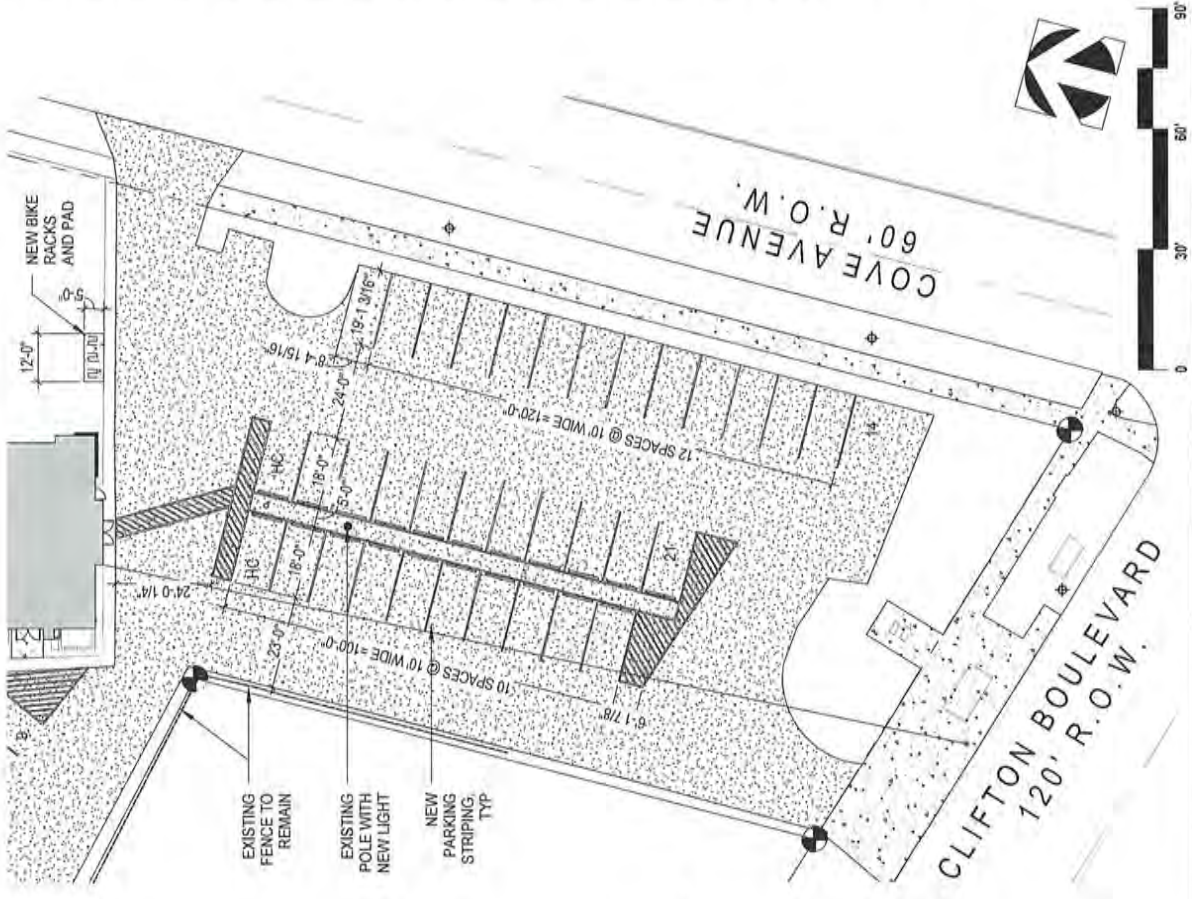 NEW BIKE
RACKS
AND PAD
12'-0"
5'-0"
19'-1 3/16"
8'-4 15/16"
24'-0"
12 SPACES @ 10' WIDE = 120'-0"
14
HC
18'-0"
5'-0"
HC
18'-0"
24'-0 1/4"
23'-0"
10 SPACES @ 10' WIDE = 100'-0"
21
6'-1 7/8"
EXISTING
FENCE TO
REMAIN
EXISTING
POLE WITH
NEW LIGHT
NEW
PARKING
STRIPING,
TYP
COVE AVENUE
60' R.O.W.
CLIFTON BOULEVARD
120' R.O.W.
0
30'
60'
90'